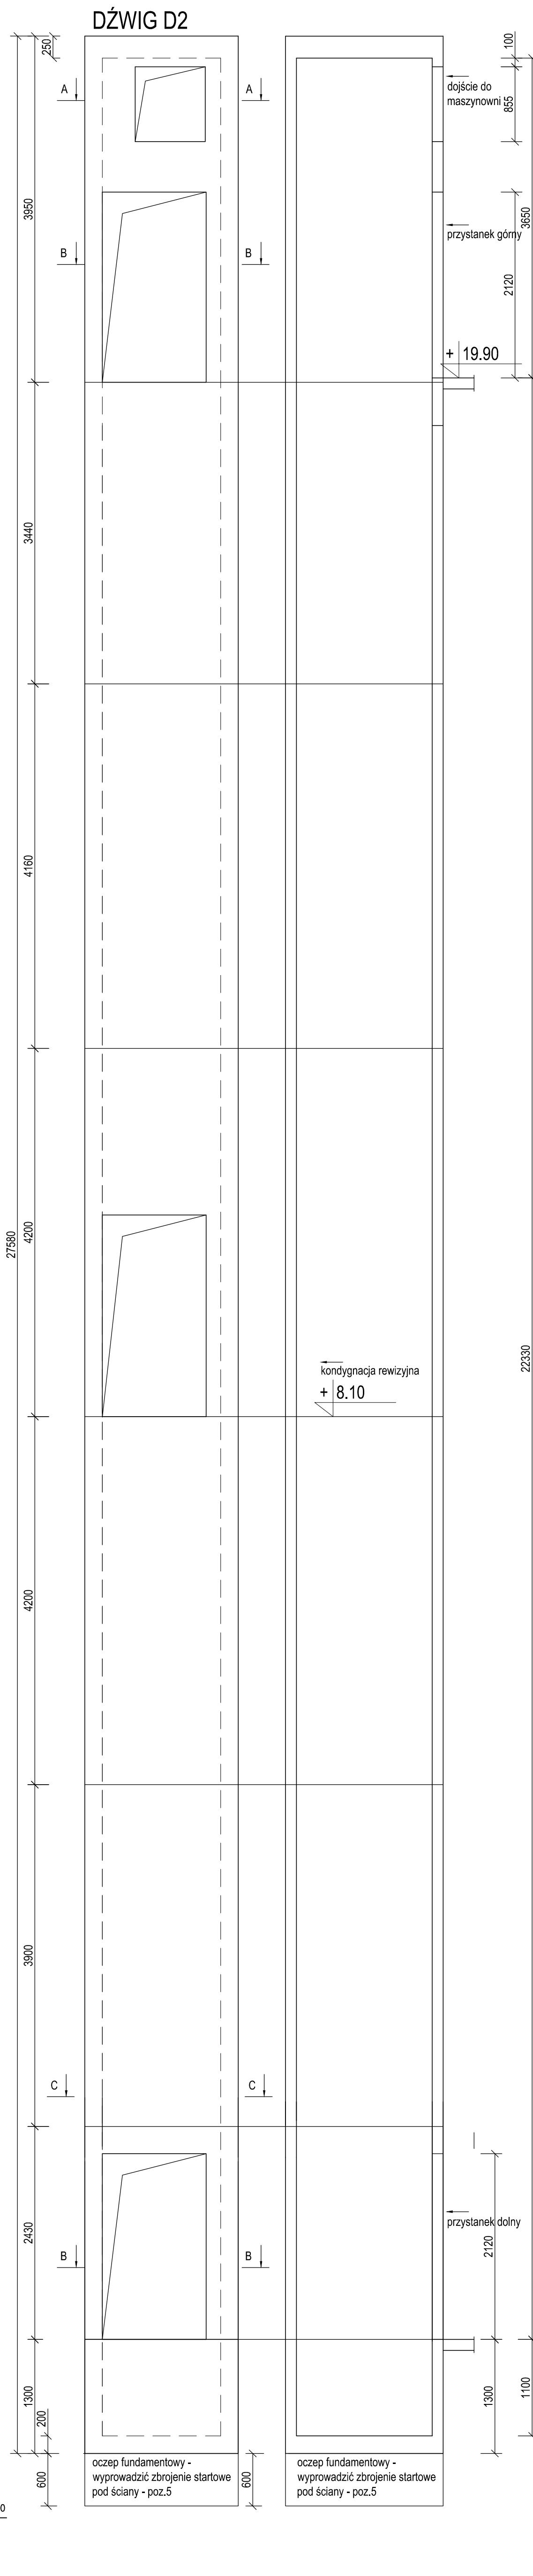 DŹWIG D2
250
100
A
A
dojście do
maszynowni
855
3950
3650
B
B
przystanek górny
2120
+ 19.90
3440
4160
27580
4200
22330
kondygnacja rewizyjna
+ 8.10
4200
3900
C
C
2430
przystanek dolny
B
B
2120
1300
200
1300
1100
600
oczep fundamentowy -
wyprowadzić zbrojenie startowe
pod ściany - poz.5
600
oczep fundamentowy -
wyprowadzić zbrojenie startowe
pod ściany - poz.5
0